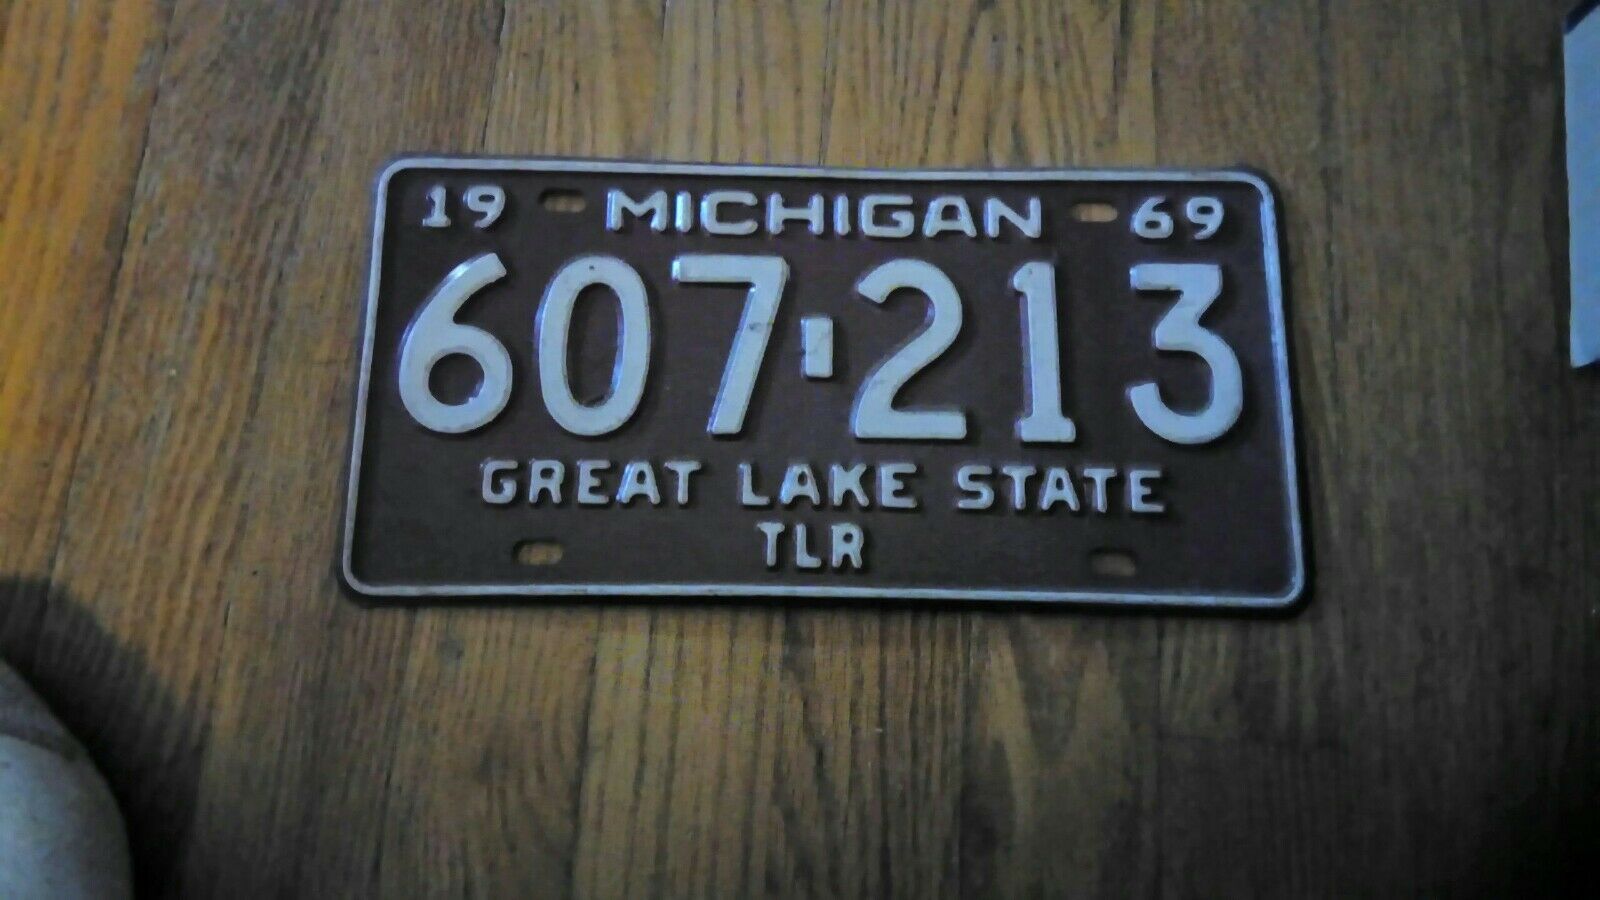 19 MICHIGAN 69
607-213
GREAT LAKE STATE
TLR